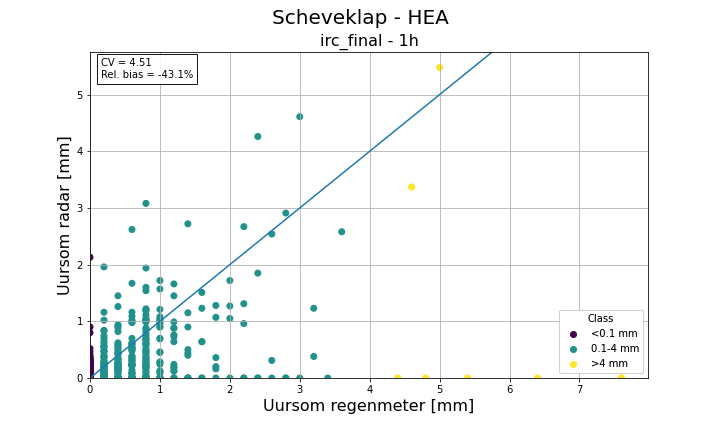 Scheveklap - HEA
irc_final - 1h
CV = 4.51
Rel. bias = -43.1%
Uursom radar [mm]
5
4
3
2
1
0
0 1 2 3 4 5 6 7
Uursom regenmeter [mm]
Class
<0.1 mm
0.1-4 mm
>4 mm